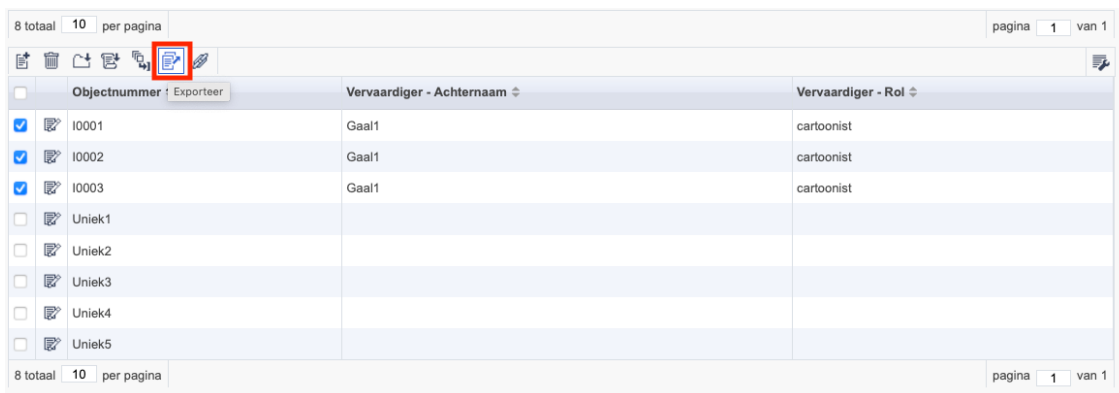 8 totaal 10 per pagina pagina 1 van 1
Objectnummer Exporteer Vervaardiger - Achternaam Vervaardiger - Rol
I0001 Gaal1 cartoonist
I0002 Gaal1 cartoonist
I0003 Gaal1 cartoonist
Uniek1
Uniek2
Uniek3
Uniek4
Uniek5
8 totaal 10 per pagina pagina 1 van 1